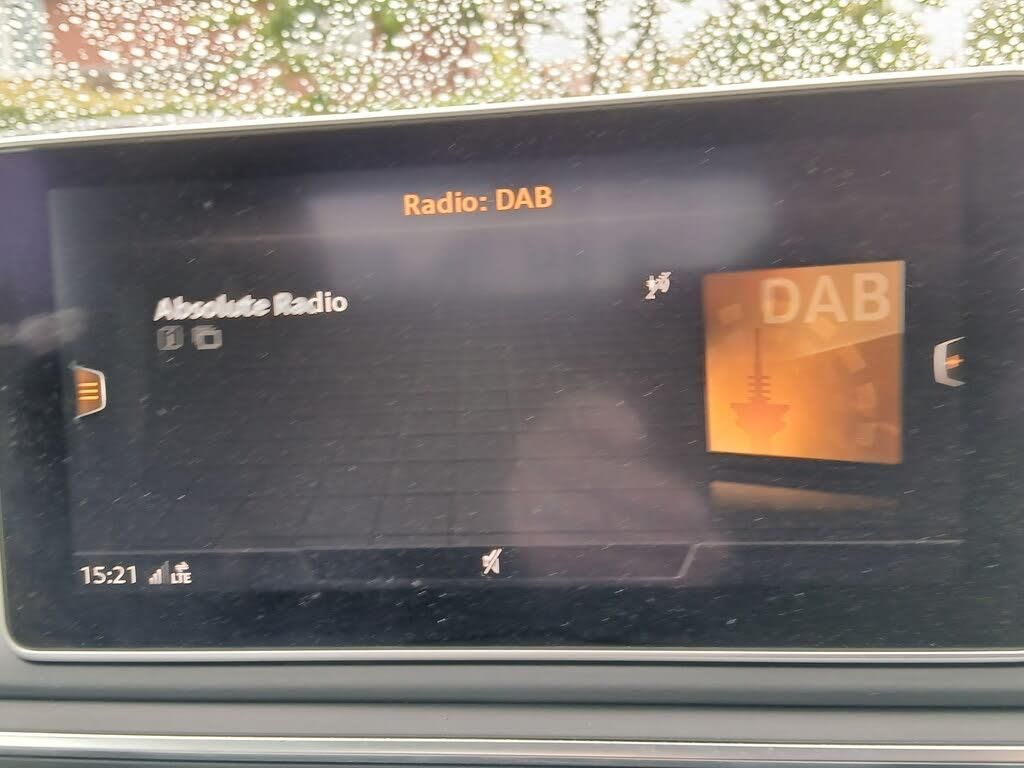 Radio: DAB
Absolute Radio
DAB
15:21 LTE